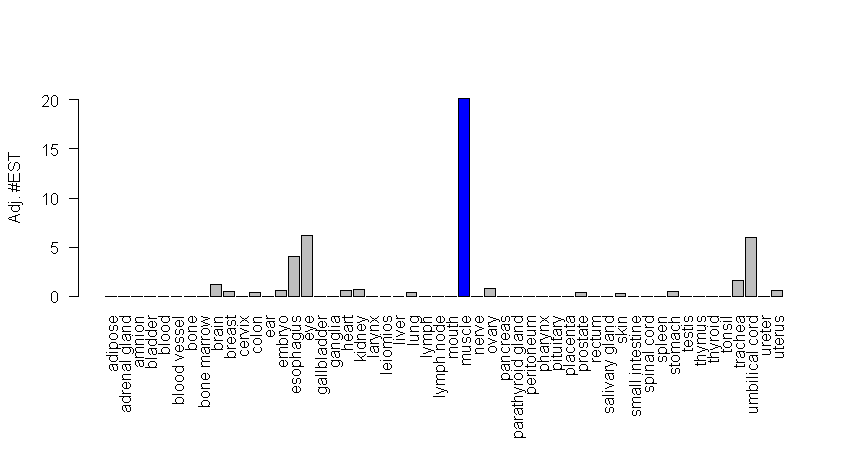 Adj. #EST
20
15
10
5
0
adipose
adrenal gland
amnion
bladder
blood
blood vessel
bone
bone marrow
brain
breast
cervix
colon
ear
embryo
esophagus
eye
gallbladder
ganglia
heart
kidney
larynx
leiomios
liver
lung
lymph
lymph node
mouth
muscle
nerve
ovary
pancreas
parathyroid gland
peritoneum
pharynx
pituitary
placenta
prostate
rectum
salivary gland
skin
small intestine
spinal cord
spleen
stomach
testis
thymus
thyroid
tonsil
trachea
umbilical cord
ureter
uterus